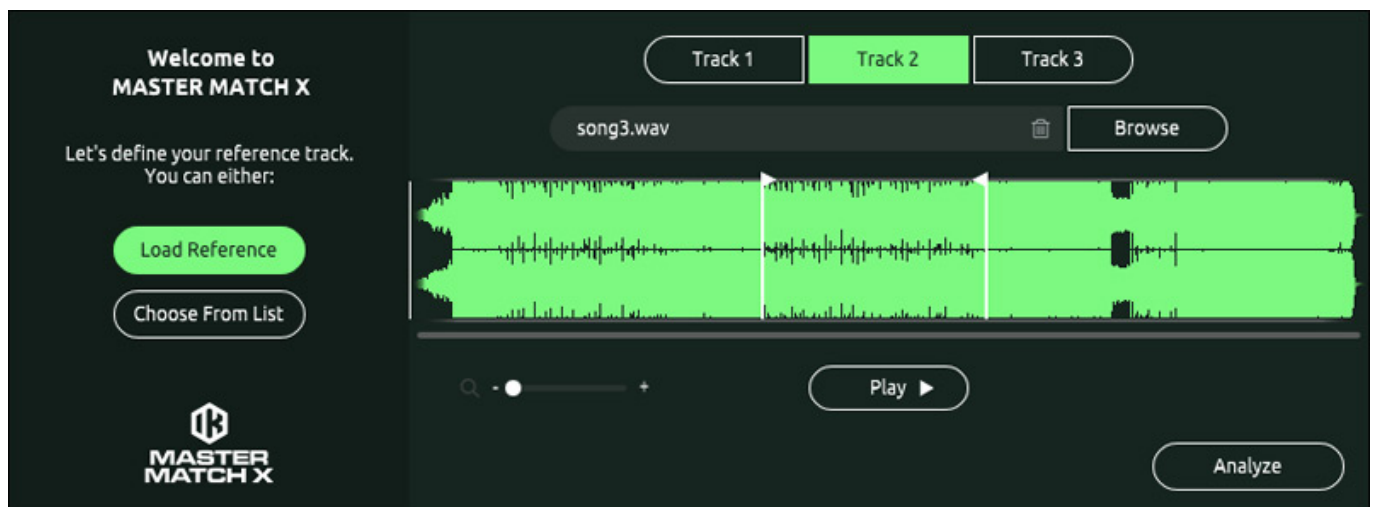 Welcome to
MASTER MATCH X
Let's define your reference track.
You can either:
Load Reference
Choose From List
IK
MASTER
MATCH X
Track 1
Track 2
Track 3
song3.wav
Browse
- +
Play
Analyze